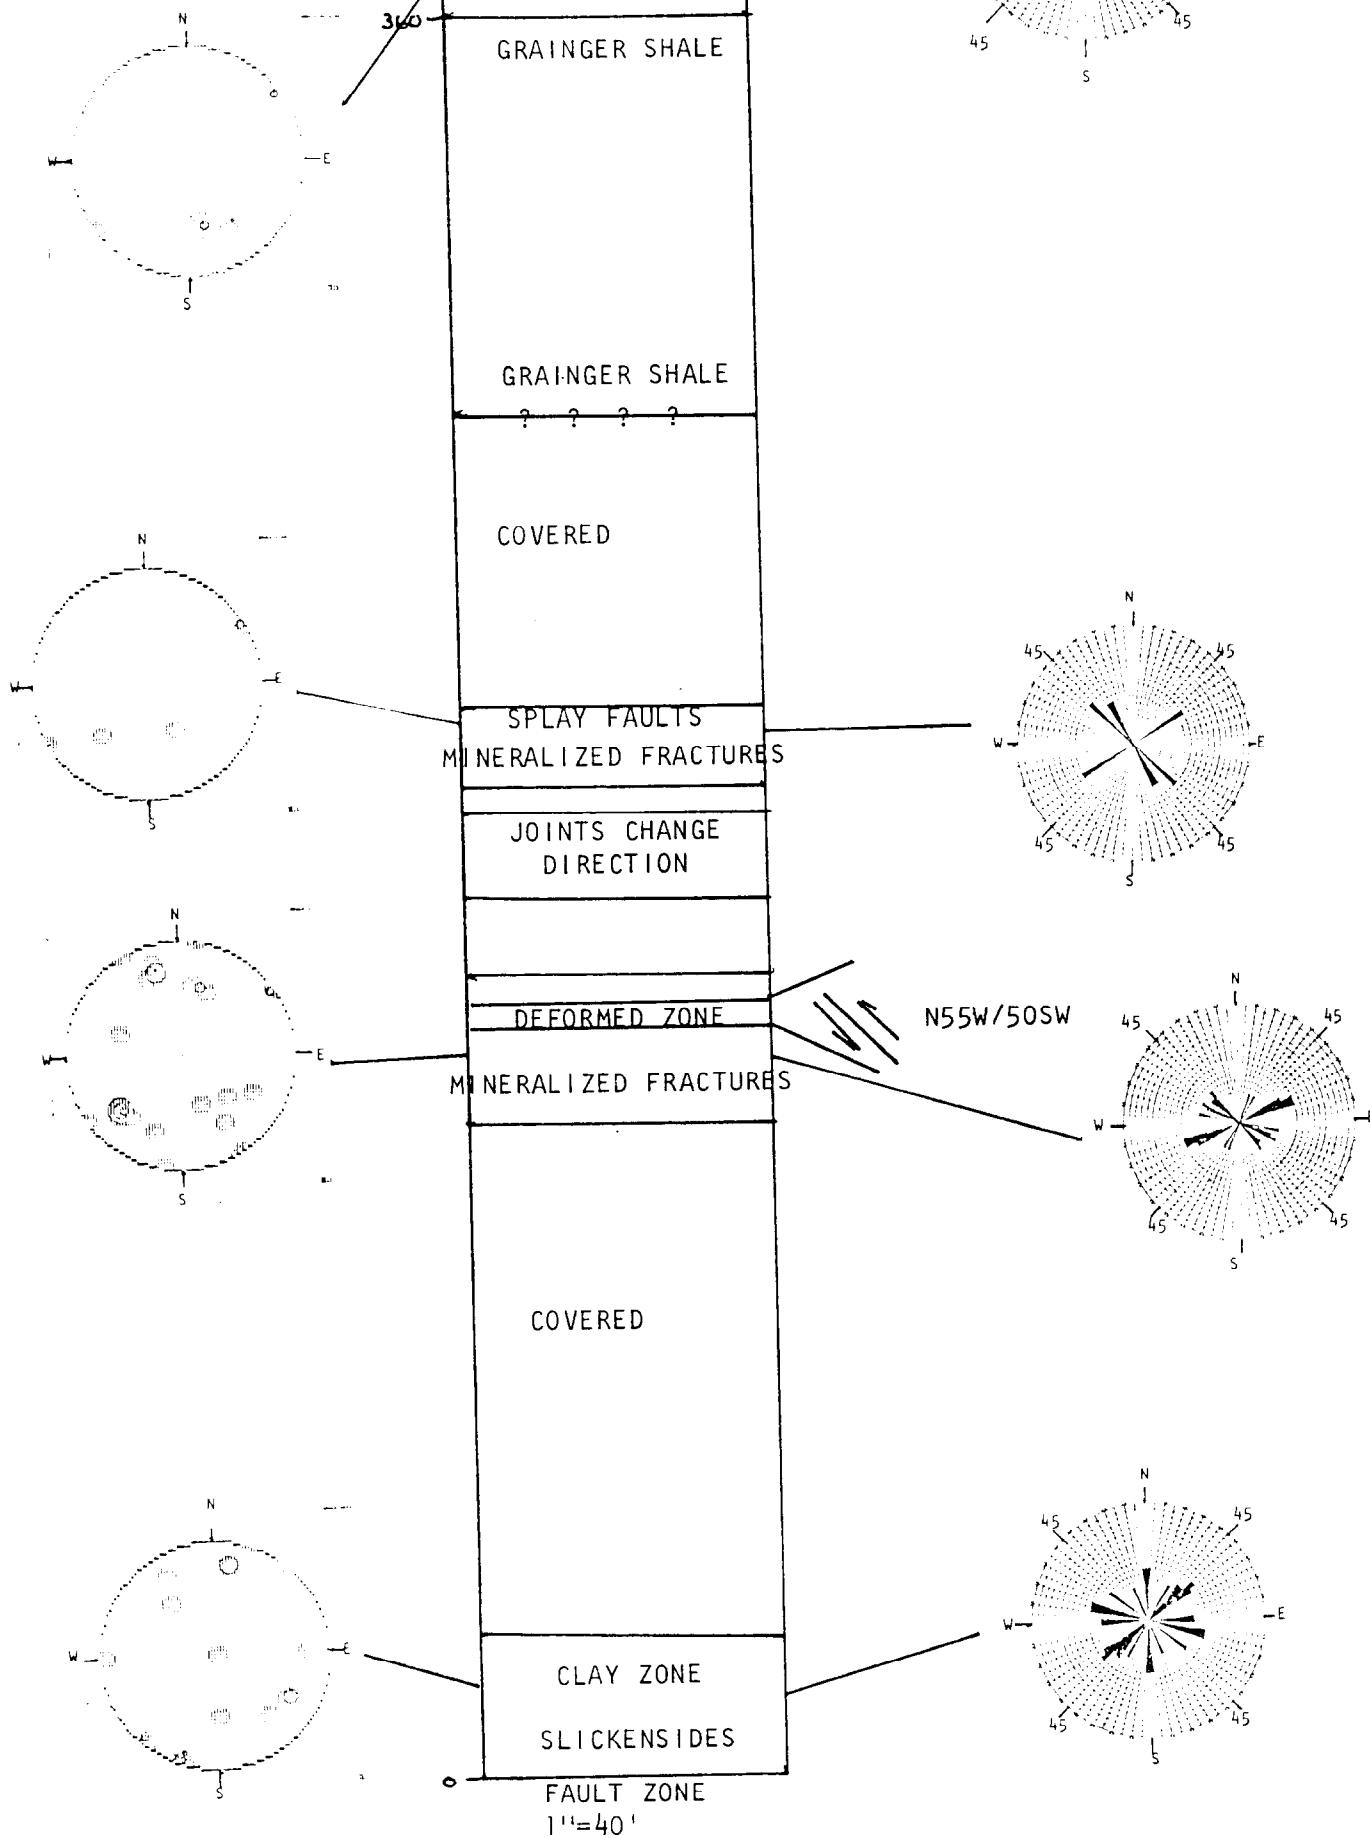 360
45
45
S
GRAINGER SHALE
N
W
E
S
GRAINGER SHALE
? ? ? ?
COVERED
N
W
E
S
SPLAY FAULTS
MINERALIZED FRACTURES
N
45
45
W
E
45
45
S
JOINTS CHANGE
DIRECTION
N
W
E
S
DEFORMED ZONE
N55W/50SW
MINERALIZED FRACTURES
N
45
45
W
45
45
S
COVERED
N
W
E
S
CLAY ZONE
SLICKENSIDES
N
45
45
W
E
45
45
S
0
FAULT ZONE
1"=40'